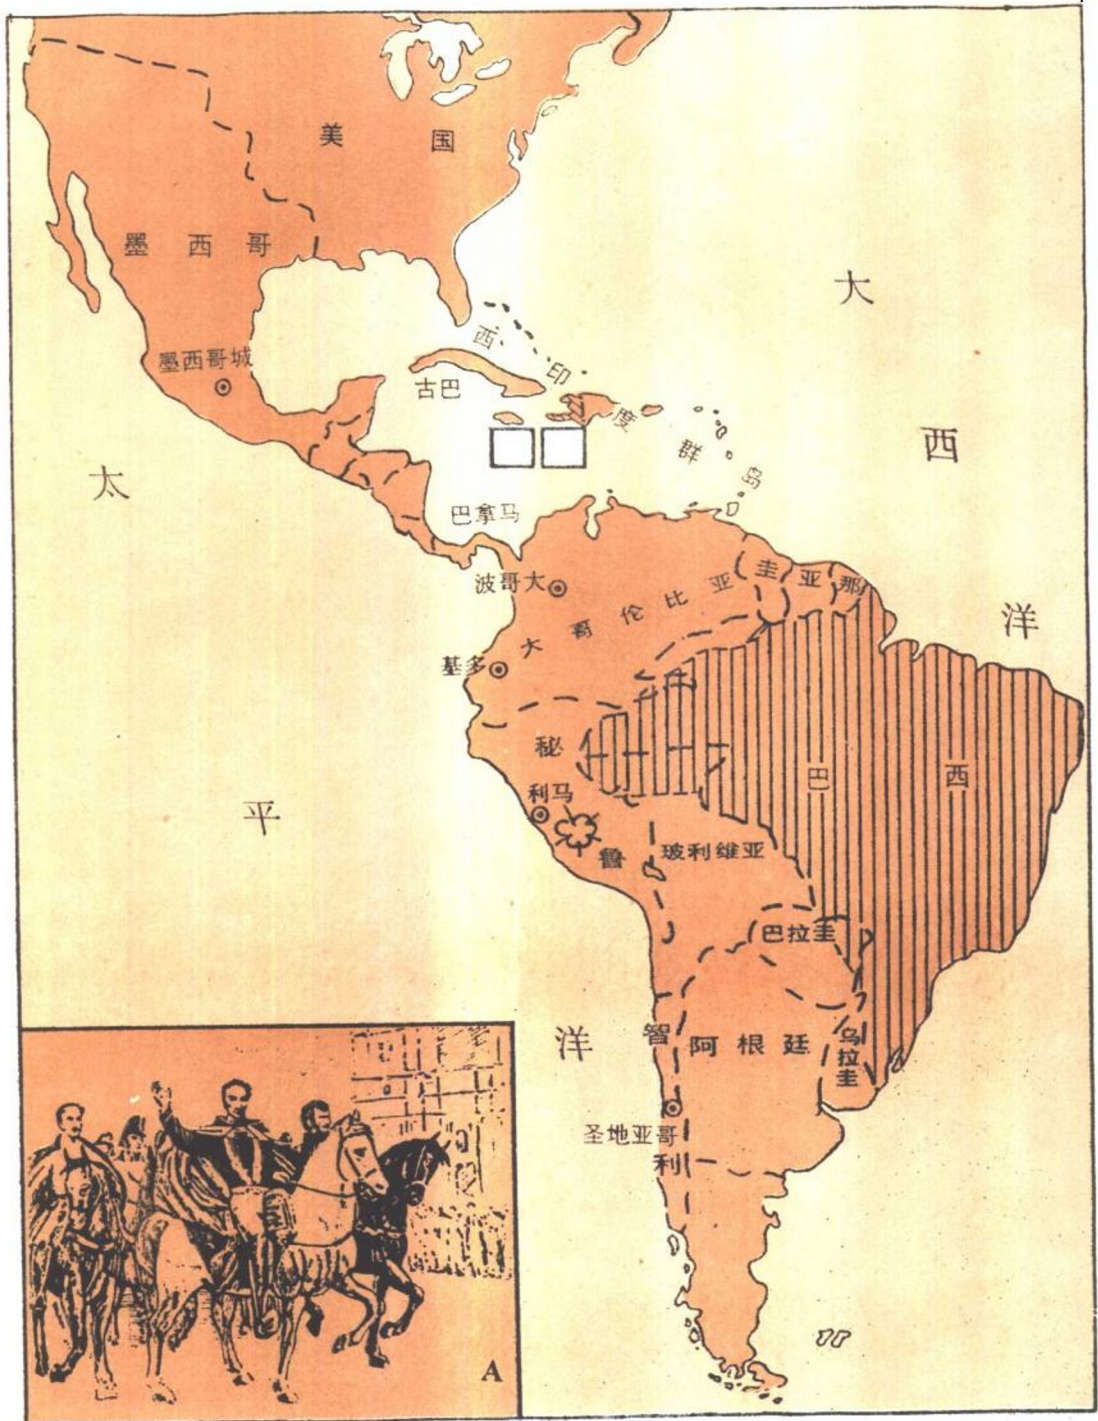 美国
墨西哥
大西洋
西印度群岛
墨西哥城
古巴
太平洋
巴拿马
波哥大
大哥伦比亚
圭亚那
基多
秘鲁
巴西
利马
玻利维亚
巴拉圭
智利
阿根廷
乌拉圭
圣地亚哥
A